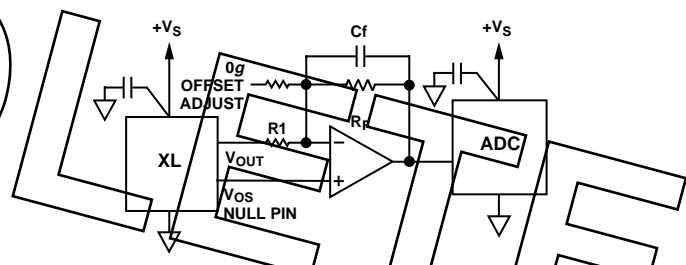 +VS
Cf
+VS
0g
OFFSET
ADJUST
RF
R1
−
+
XL
VOUT
VOS
NULL PIN
ADC